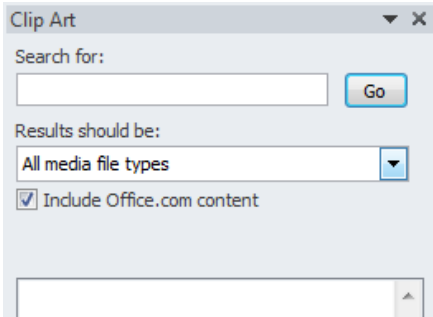 Clip Art
Search for:
Go
Results should be:
All media file types
Include Office.com content